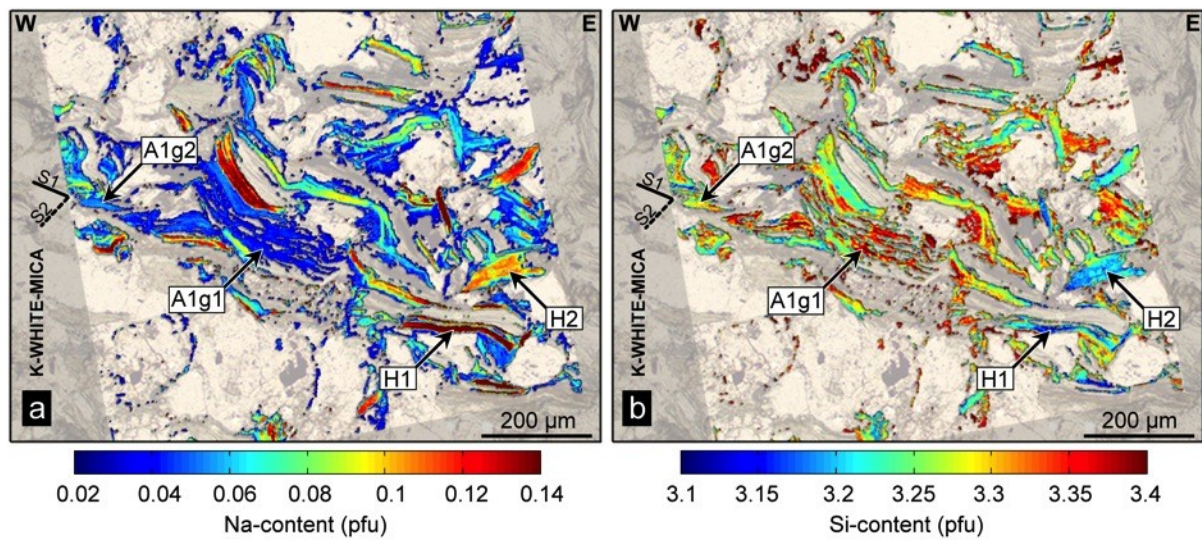 W
E
A1g2
S1
S2
K-WHITE-MICA
A1g1
H2
H1
a
200 µm
0.02 0.04 0.06 0.08 0.1 0.12 0.14
Na-content (pfu)
W
E
A1g2
S1
S2
K-WHITE-MICA
A1g1
H2
H1
b
200 µm
3.1 3.15 3.2 3.25 3.3 3.35 3.4
Si-content (pfu)